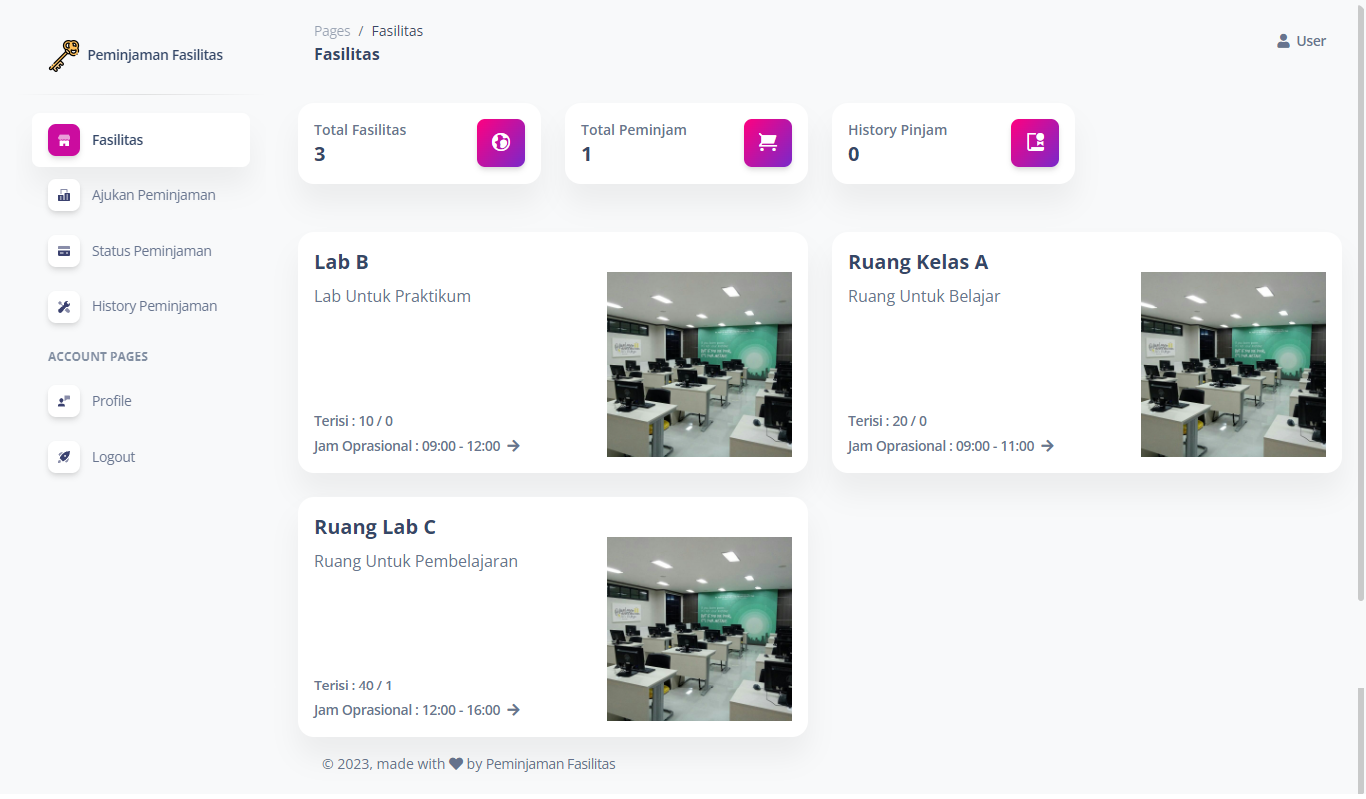 Peminjaman Fasilitas
Fasilitas
Ajukan Peminjaman
Status Peminjaman
History Peminjaman
ACCOUNT PAGES
Profile
Logout
Pages / Fasilitas
Fasilitas
User
Total Fasilitas
3
Total Peminjam
1
History Pinjam
0
Lab B
Lab Untuk Praktikum
Terisi : 10 / 0
Jam Oprasional : 09:00 - 12:00
Ruang Kelas A
Ruang Untuk Belajar
Terisi : 20 / 0
Jam Oprasional : 09:00 - 11:00
Ruang Lab C
Ruang Untuk Pembelajaran
Terisi : 40 / 1
Jam Oprasional : 12:00 - 16:00
© 2023, made with by Peminjaman Fasilitas